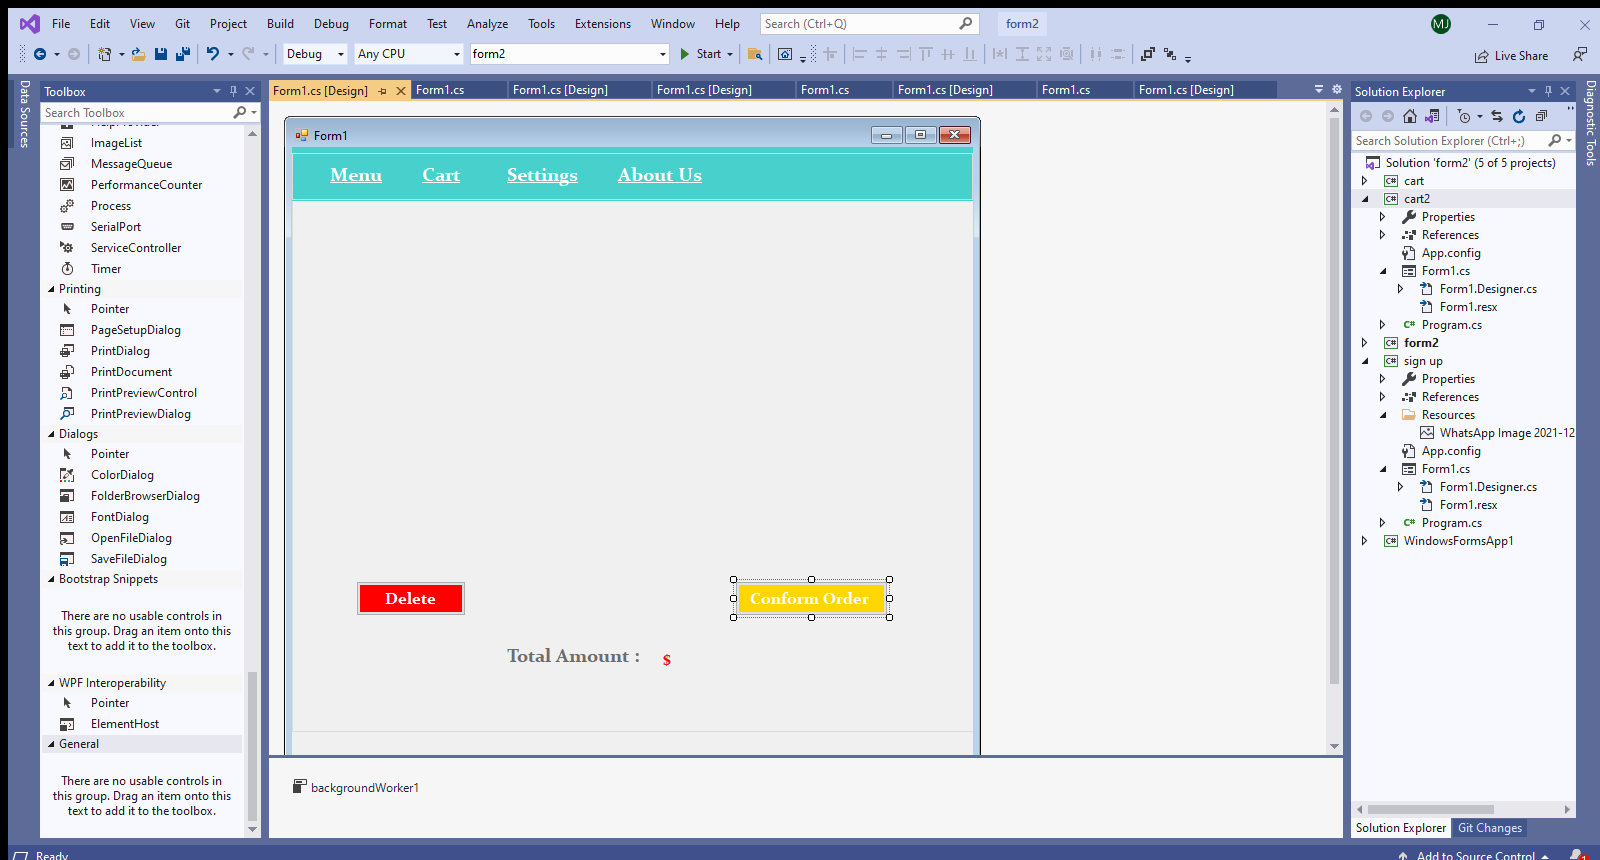 File Edit View Git Project Build Debug Format Test Analyze Tools Extensions Window Help Search (Ctrl+Q) form2 MJ
Debug Any CPU form2 Start Live Share
Data Sources
Toolbox
Search Toolbox
HelpProvider
ImageList
MessageQueue
PerformanceCounter
Process
SerialPort
ServiceController
Timer
Printing
Pointer
PageSetupDialog
PrintDialog
PrintDocument
PrintPreviewControl
PrintPreviewDialog
Dialogs
Pointer
ColorDialog
FolderBrowserDialog
FontDialog
OpenFileDialog
SaveFileDialog
Bootstrap Snippets
There are no usable controls in
this group. Drag an item onto this
text to add it to the toolbox.
WPF Interoperability
Pointer
ElementHost
General
There are no usable controls in
this group. Drag an item onto this
text to add it to the toolbox.
Form1.cs [Design] Form1.cs Form1.cs [Design] Form1.cs [Design] Form1.cs Form1.cs [Design] Form1.cs Form1.cs [Design]
Form1
Menu Cart Settings About Us
Delete Conform Order
Total Amount : $
backgroundWorker1
Solution Explorer
Search Solution Explorer (Ctrl+;)
Solution 'form2' (5 of 5 projects)
C# cart
C# cart2
Properties
References
App.config
Form1.cs
Form1.Designer.cs
Form1.resx
C# Program.cs
C# form2
C# sign up
Properties
References
Resources
WhatsApp Image 2021-12
App.config
Form1.cs
Form1.Designer.cs
Form1.resx
C# Program.cs
C# WindowsFormsApp1
Solution Explorer Git Changes
Diagnostic Tools
Ready Add to Source Control 1